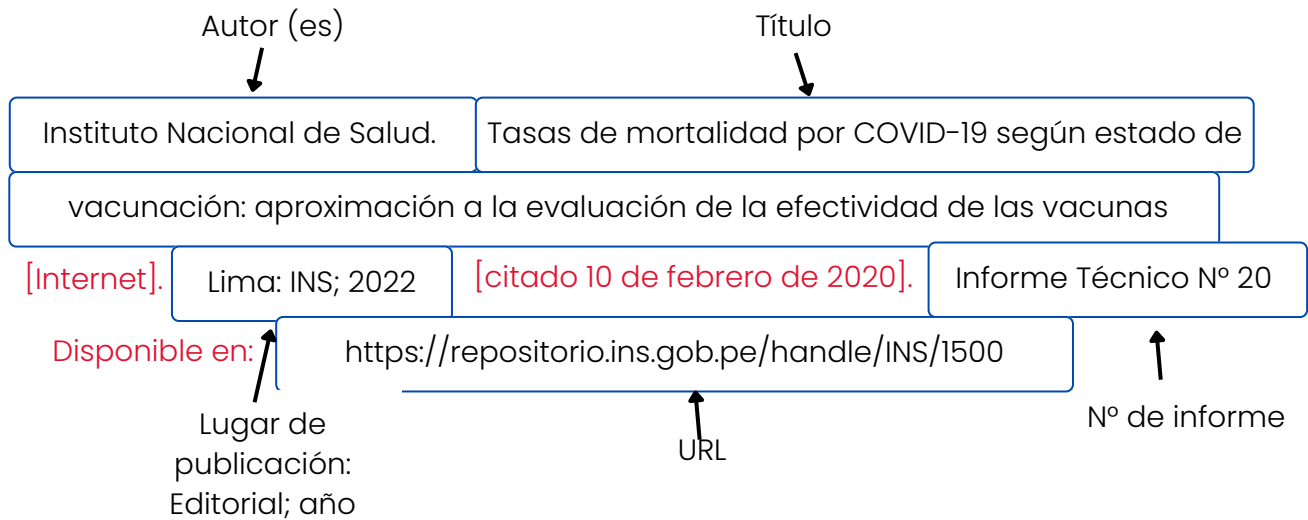 Autor (es) Título
Instituto Nacional de Salud. Tasas de mortalidad por COVID-19 según estado de
vacunación: aproximación a la evaluación de la efectividad de las vacunas
[Internet]. Lima: INS; 2022 [citado 10 de febrero de 2020]. Informe Técnico Nº 20
Disponible en: https://repositorio.ins.gob.pe/handle/INS/1500
Lugar de
publicación:
Editorial; año
URL
Nº de informe